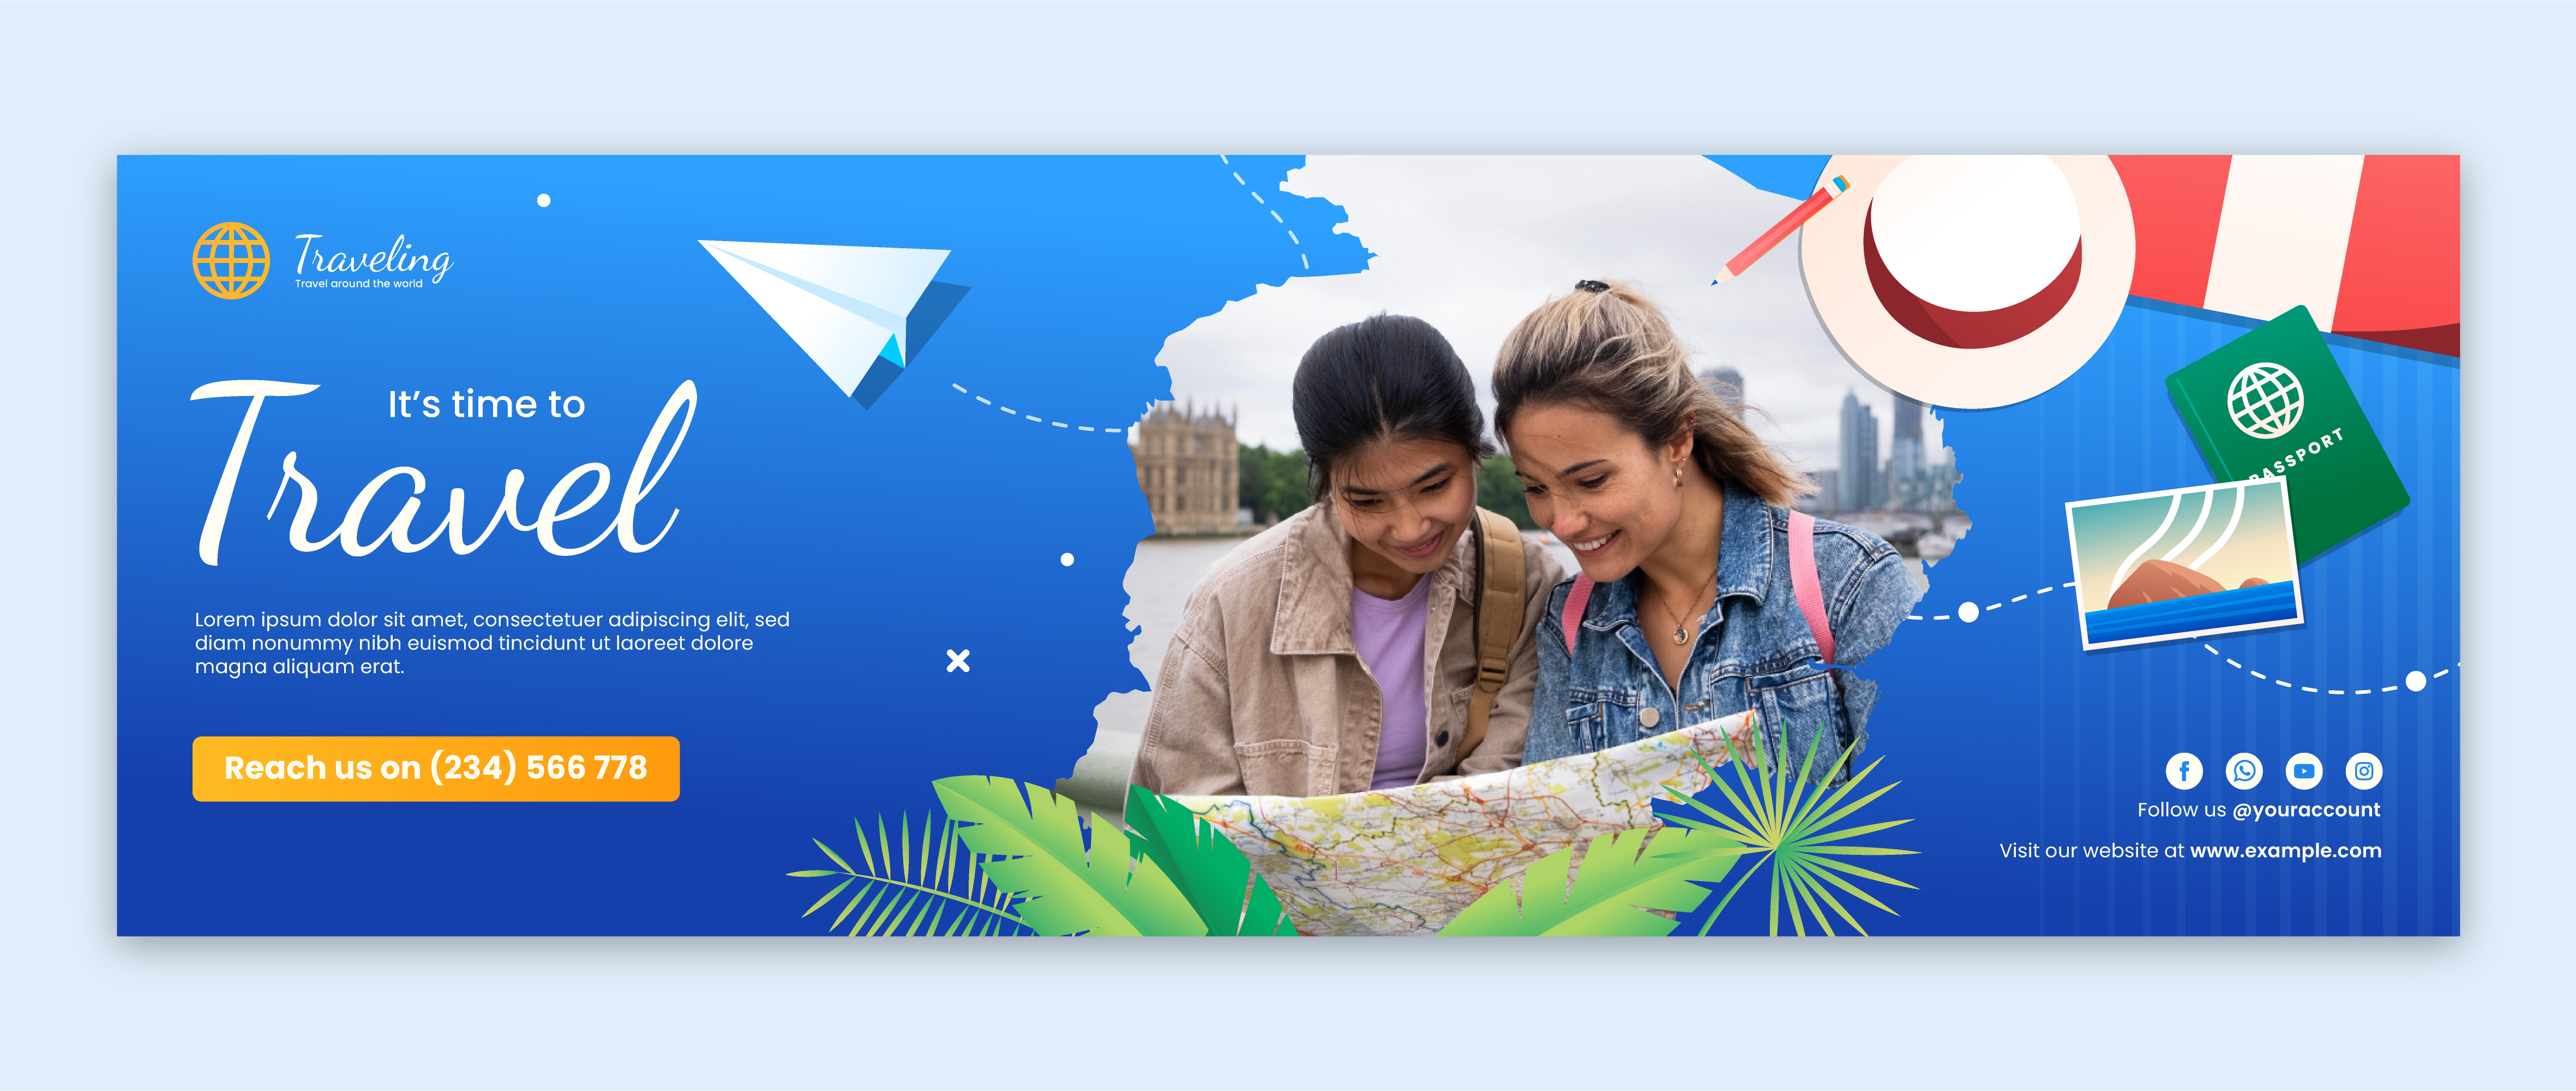 Traveling
Travel around the world
It's time to
Travel
Lorem ipsum dolor sit amet, consectetuer adipiscing elit, sed
diam nonummy nibh euismod tincidunt ut laoreet dolore
magna aliquam erat.
Reach us on (234) 566 778
PASSPORT
Follow us @youraccount
Visit our website at www.example.com